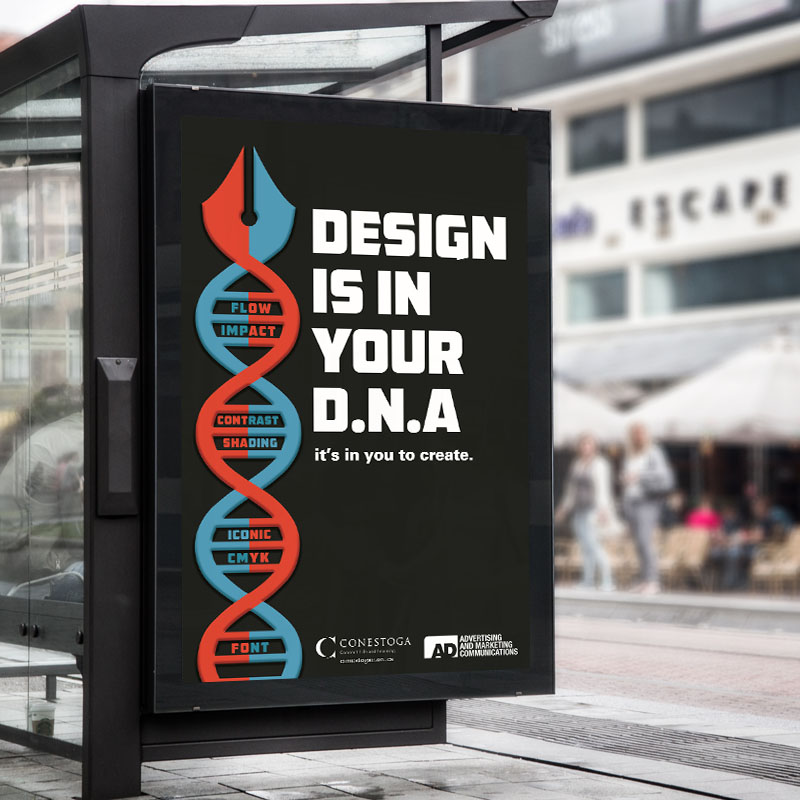 stress
ESCAPE
DESIGN
IS IN
YOUR
D.N.A
it's in you to create.
FLOW
IMPACT
CONTRAST
SHADING
ICONIC
CMYK
FONT
C CONESTOGA
AD
ADVERTISING
AND MARKETING
COMMUNICATIONS